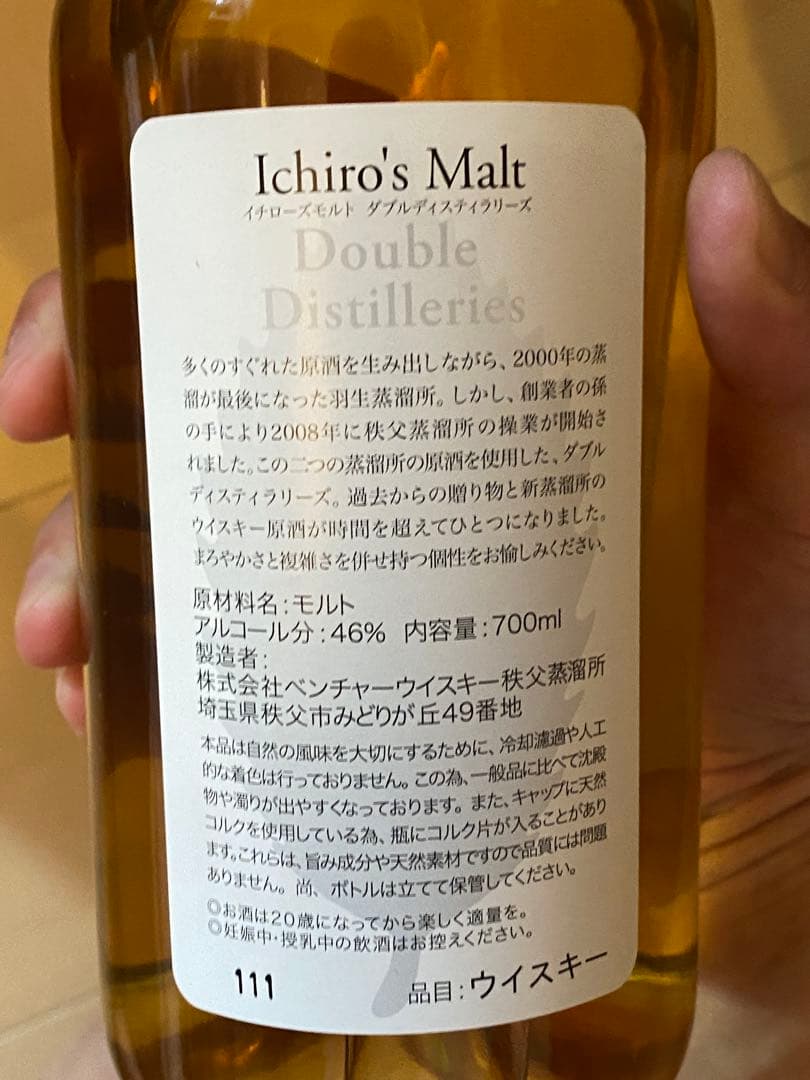 Ichiro's Malt
イチローズモルト ダブルディスティラリーズ
Double
Distilleries
多くのすぐれた原酒を生み出しながら、2000年の蒸
溜が最後になった羽生蒸溜所。しかし、創業者の孫
の手により2008年に秩父蒸溜所の操業が開始さ
れました。この二つの蒸溜所の原酒を使用した、ダブル
ディスティラリーズ。過去からの贈り物と新蒸溜所の
ウイスキー原酒が時間を超えてひとつになりました。
まろやかさと複雑さを併せ持つ個性をお愉しみください。
原材料名：モルト
アルコール分：46% 内容量：700ml
製造者：
株式会社ベンチャーウイスキー秩父蒸溜所
埼玉県秩父市みどりが丘49番地
本品は自然の風味を大切にするために、冷却濾過や人工
的な着色は行っておりません。この為、一般品に比べて沈殿
物や濁りが出やすくなっております。また、キャップに天然
コルクを使用している為、瓶にコルク片が入ることがあり
ます。これらは、旨み成分や天然素材ですので品質には問題
ありません。尚、ボトルは立てて保管してください。
◎お酒は20歳になってから楽しく適量を。
◎妊娠中・授乳中の飲酒はお控えください。
111 品目：ウイスキー